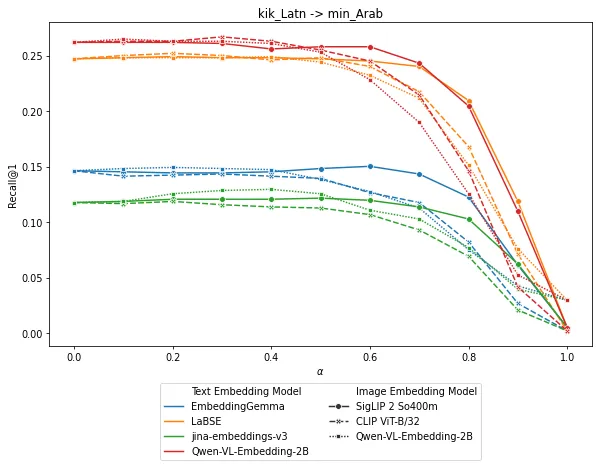 kik_Latn -> min_Arab
Recall@1
0.25
0.20
0.15
0.10
0.05
0.00
0.0 0.2 0.4 0.6 0.8 1.0
α
Text Embedding Model Image Embedding Model
EmbeddingGemma SigLIP 2 So400m
LaBSE CLIP ViT-B/32
jina-embeddings-v3 Qwen-VL-Embedding-2B
Qwen-VL-Embedding-2B